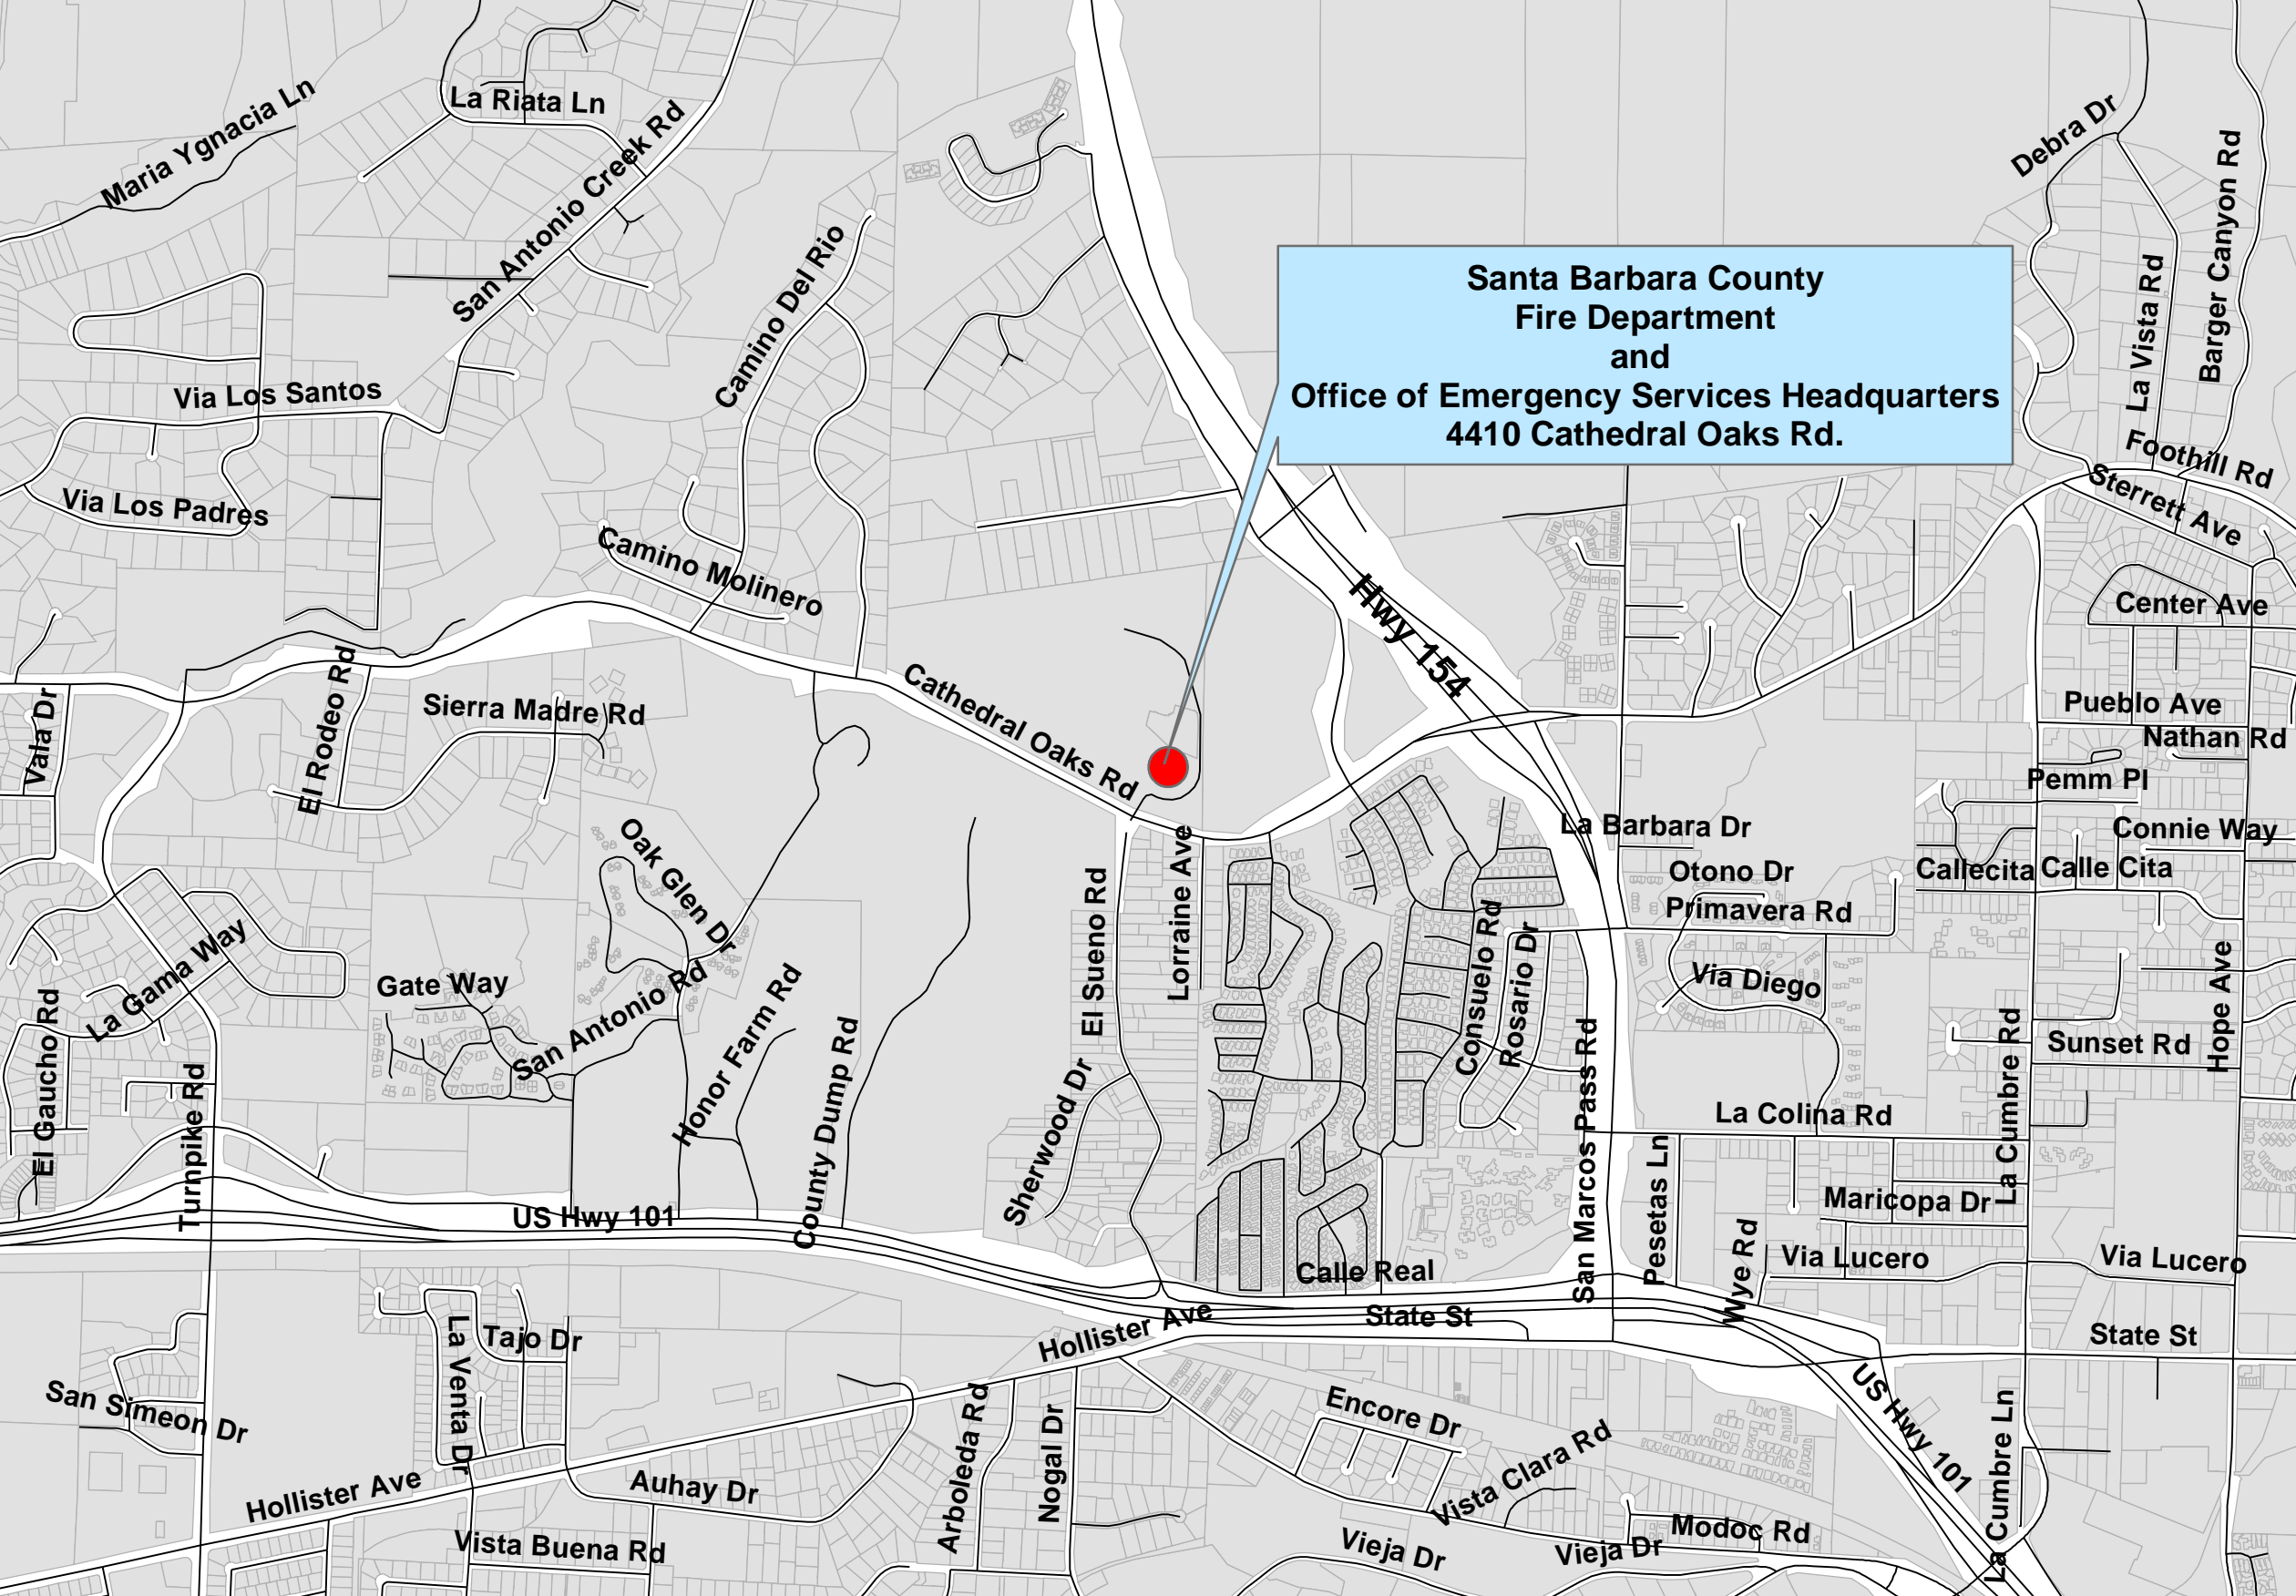 Maria Ygnacia Ln
La Riata Ln
San Antonio Creek Rd
Camino Del Rio
Debra Dr
La Vista Rd
Barger Canyon Rd
Santa Barbara County
Fire Department
and
Office of Emergency Services Headquarters
4410 Cathedral Oaks Rd.
Via Los Santos
Via Los Padres
Camino Molinero
Foothill Rd
Sterrett Ave
Hwy 154
Center Ave
Vala Dr
El Rodeo Rd
Sierra Madre Rd
Cathedral Oaks Rd
Pueblo Ave
Nathan Rd
Pemm Pl
La Barbara Dr
Connie Way
Otono Dr
Callecita
Calle Cita
Primavera Rd
Oak Glen Dr
El Sueno Rd
Lorraine Ave
Consuelo Rd
Rosario Dr
Via Diego
Hope Ave
La Gama Way
Gate Way
San Antonio Rd
Honor Farm Rd
County Dump Rd
El Gaucho Rd
Turnpike Rd
Sherwood Dr
San Marcos Pass Rd
Sunset Rd
La Cumbre Rd
La Colina Rd
Pesetas Ln
Maricopa Dr
Wye Rd
Via Lucero
Via Lucero
US Hwy 101
Calle Real
State St
Hollister Ave
State St
La Venta Dr
Tajo Dr
San Simeon Dr
US Hwy 101
La Cumbre Ln
Encore Dr
Arboleda Rd
Nogal Dr
Vista Clara Rd
Hollister Ave
Auhay Dr
Vista Buena Rd
Vieja Dr
Vieja Dr
Modoc Rd